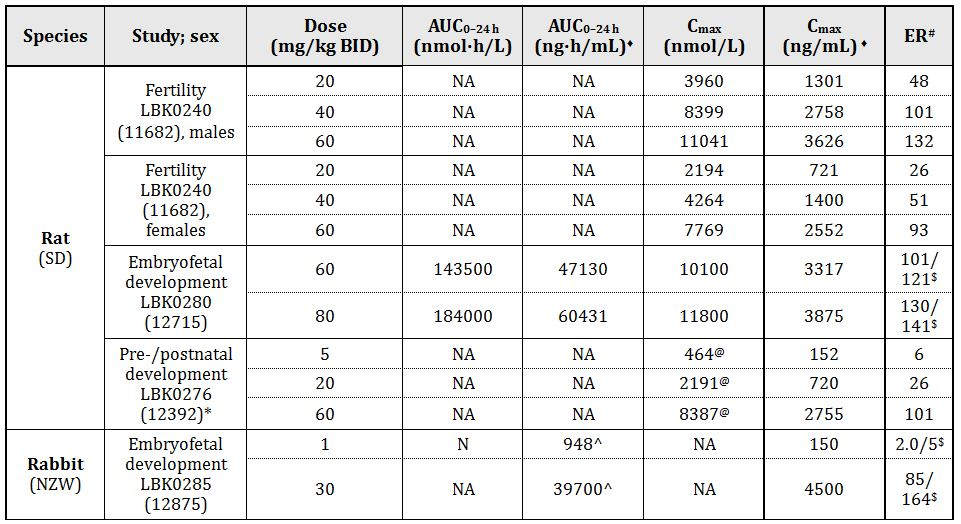 Species Study; sex Dose (mg/kg BID) AUC0–24 h (nmol·h/L) AUC0–24 h (ng·h/mL)♦ Cmax (nmol/L) Cmax (ng/mL) ♦ ER#
Rat (SD)
Fertility LBK0240 (11682), males
20 NA NA 3960 1301 48
40 NA NA 8399 2758 101
60 NA NA 11041 3626 132
Fertility LBK0240 (11682), females
20 NA NA 2194 721 26
40 NA NA 4264 1400 51
60 NA NA 7769 2552 93
Embryofetal development LBK0280 (12715)
60 143500 47130 10100 3317 101/ 121$
80 184000 60431 11800 3875 130/ 141$
Pre-/postnatal development LBK0276 (12392)*
5 NA NA 464@ 152 6
20 NA NA 2191@ 720 26
60 NA NA 8387@ 2755 101
Rabbit (NZW)
Embryofetal development LBK0285 (12875)
1 N 948^ NA 150 2.0/5$
30 NA 39700^ NA 4500 85/ 164$